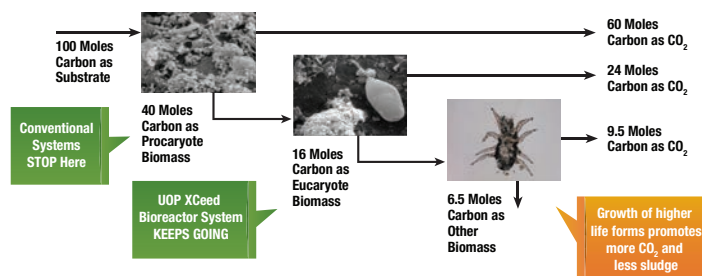 100 Moles
Carbon as
Substrate
60 Moles
Carbon as CO₂
24 Moles
Carbon as CO₂
Conventional
Systems
STOP Here
40 Moles
Carbon as
Procaryote
Biomass
9.5 Moles
Carbon as CO₂
16 Moles
Carbon as
Eucaryote
Biomass
UOP XCeed
Bioreactor System
KEEPS GOING
6.5 Moles
Carbon as
Other
Biomass
Growth of higher
life forms promotes
more CO₂ and
less sludge